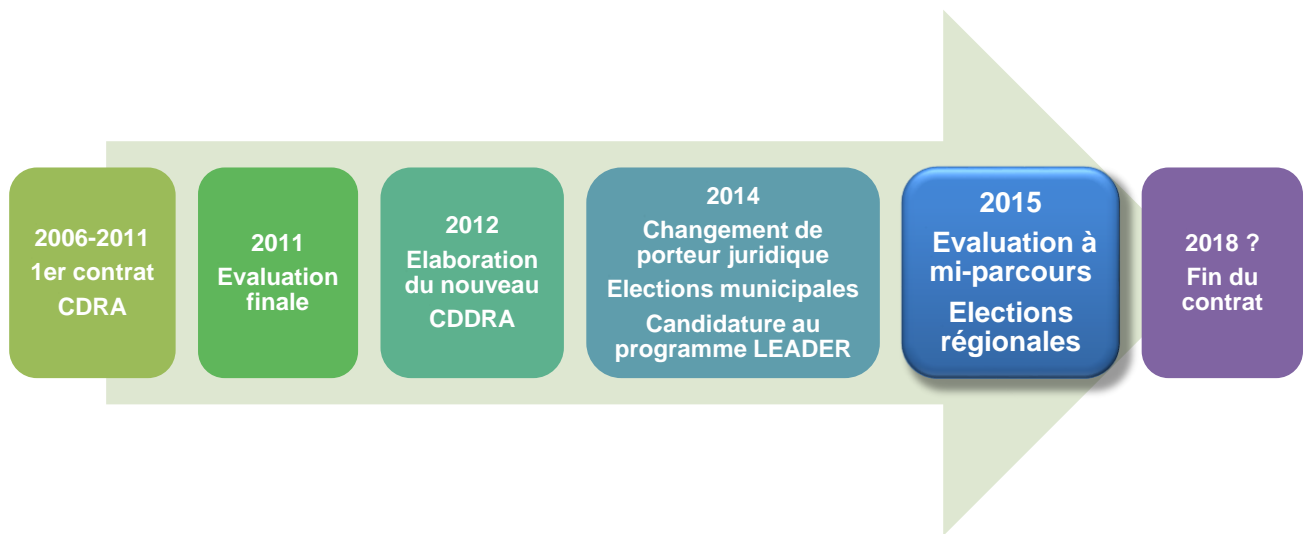 2006-2011
1er contrat
CDRA
2011
Evaluation
finale
2012
Elaboration
du nouveau
CDDRA
2014
Changement de
porteur juridique
Elections municipales
Candidature au
programme LEADER
2015
Evaluation à
mi-parcours
Elections
régionales
2018 ?
Fin du
contrat